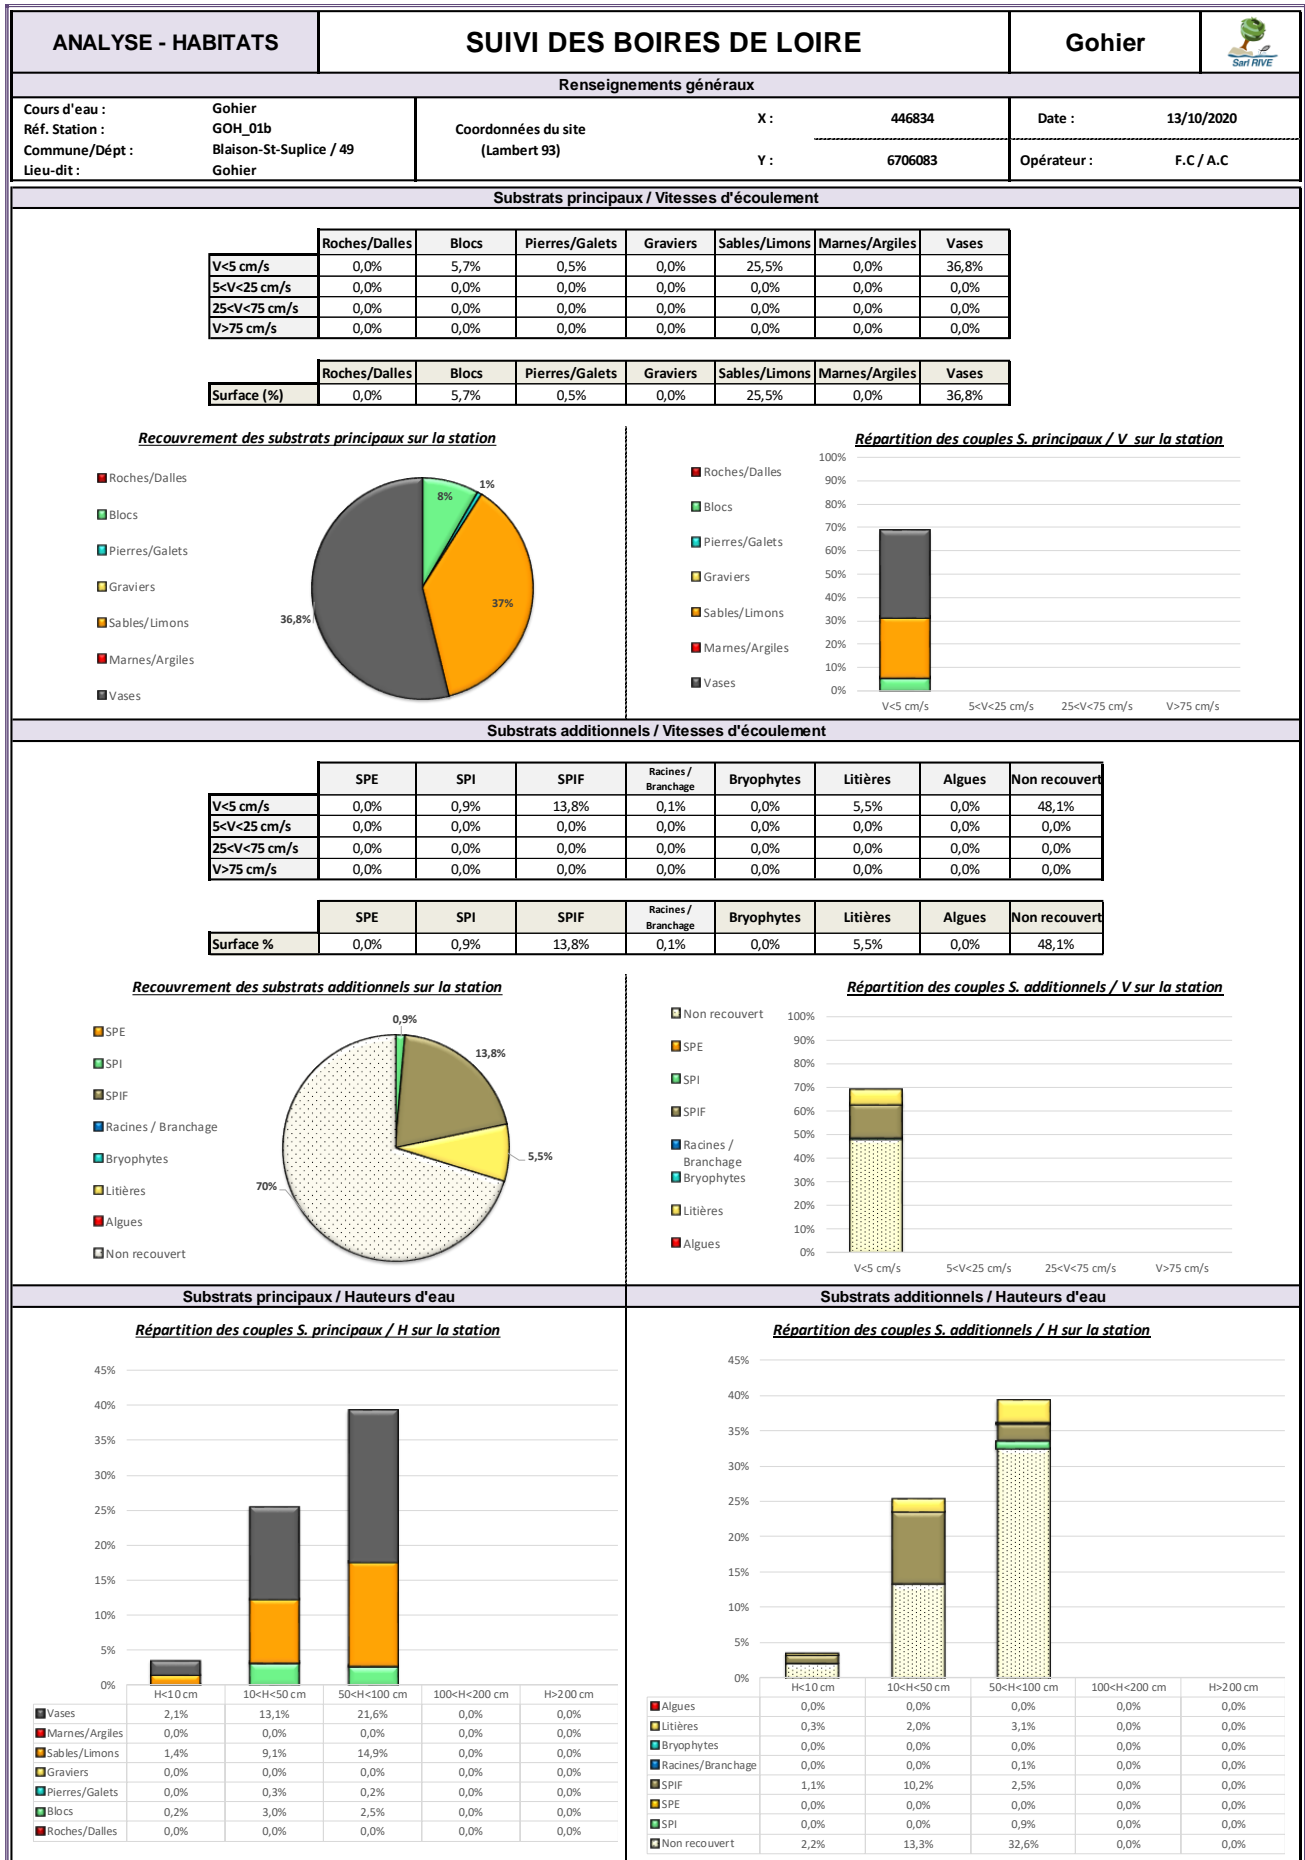 ANALYSE - HABITATS
SUIVI DES BOIRES DE LOIRE
Gohier
Sarl RIVE
Renseignements généraux
Cours d'eau : Gohier
Réf. Station : GOH_01b
Commune/Dépt : Blaison-St-Suplice / 49
Lieu-dit : Gohier
Coordonnées du site
(Lambert 93)
X : 446834
Y : 6706083
Date : 13/10/2020
Opérateur : F.C / A.C
Substrats principaux / Vitesses d'écoulement
Roches/Dalles Blocs Pierres/Galets Graviers Sables/Limons Marnes/Argiles Vases
V<5 cm/s 0,0% 5,7% 0,5% 0,0% 25,5% 0,0% 36,8%
5<V<25 cm/s 0,0% 0,0% 0,0% 0,0% 0,0% 0,0% 0,0%
25<V<75 cm/s 0,0% 0,0% 0,0% 0,0% 0,0% 0,0% 0,0%
V>75 cm/s 0,0% 0,0% 0,0% 0,0% 0,0% 0,0% 0,0%
Roches/Dalles Blocs Pierres/Galets Graviers Sables/Limons Marnes/Argiles Vases
Surface (%) 0,0% 5,7% 0,5% 0,0% 25,5% 0,0% 36,8%
Recouvrement des substrats principaux sur la station
Roches/Dalles
Blocs
Pierres/Galets
Graviers
Sables/Limons
Marnes/Argiles
Vases
8%
1%
37%
36,8%
Répartition des couples S. principaux / V sur la station
Roches/Dalles
Blocs
Pierres/Galets
Graviers
Sables/Limons
Marnes/Argiles
Vases
100%
90%
80%
70%
60%
50%
40%
30%
20%
10%
0%
V<5 cm/s 5<V<25 cm/s 25<V<75 cm/s V>75 cm/s
Substrats additionnels / Vitesses d'écoulement
SPE SPI SPIF Racines / Branchage Bryophytes Litières Algues Non recouvert
V<5 cm/s 0,0% 0,9% 13,8% 0,1% 0,0% 5,5% 0,0% 48,1%
5<V<25 cm/s 0,0% 0,0% 0,0% 0,0% 0,0% 0,0% 0,0% 0,0%
25<V<75 cm/s 0,0% 0,0% 0,0% 0,0% 0,0% 0,0% 0,0% 0,0%
V>75 cm/s 0,0% 0,0% 0,0% 0,0% 0,0% 0,0% 0,0% 0,0%
SPE SPI SPIF Racines / Branchage Bryophytes Litières Algues Non recouvert
Surface % 0,0% 0,9% 13,8% 0,1% 0,0% 5,5% 0,0% 48,1%
Recouvrement des substrats additionnels sur la station
SPE
SPI
SPIF
Racines / Branchage
Bryophytes
Litières
Algues
Non recouvert
0,9%
13,8%
5,5%
70%
Répartition des couples S. additionnels / V sur la station
Non recouvert
SPE
SPI
SPIF
Racines /
Branchage
Bryophytes
Litières
Algues
100%
90%
80%
70%
60%
50%
40%
30%
20%
10%
0%
V<5 cm/s 5<V<25 cm/s 25<V<75 cm/s V>75 cm/s
Substrats principaux / Hauteurs d'eau
Répartition des couples S. principaux / H sur la station
45%
40%
35%
30%
25%
20%
15%
10%
5%
0%
H<10 cm 10<H<50 cm 50<H<100 cm 100<H<200 cm H>200 cm
Vases 2,1% 13,1% 21,6% 0,0% 0,0%
Marnes/Argiles 0,0% 0,0% 0,0% 0,0% 0,0%
Sables/Limons 1,4% 9,1% 14,9% 0,0% 0,0%
Graviers 0,0% 0,0% 0,0% 0,0% 0,0%
Pierres/Galets 0,0% 0,3% 0,2% 0,0% 0,0%
Blocs 0,2% 3,0% 2,5% 0,0% 0,0%
Roches/Dalles 0,0% 0,0% 0,0% 0,0% 0,0%
Substrats additionnels / Hauteurs d'eau
Répartition des couples S. additionnels / H sur la station
45%
40%
35%
30%
25%
20%
15%
10%
5%
0%
H<10 cm 10<H<50 cm 50<H<100 cm 100<H<200 cm H>200 cm
Algues 0,0% 0,0% 0,0% 0,0% 0,0%
Litières 0,3% 2,0% 3,1% 0,0% 0,0%
Bryophytes 0,0% 0,0% 0,0% 0,0% 0,0%
Racines/Branchage 0,0% 0,0% 0,1% 0,0% 0,0%
SPIF 1,1% 10,2% 2,5% 0,0% 0,0%
SPE 0,0% 0,0% 0,0% 0,0% 0,0%
SPI 0,0% 0,0% 0,9% 0,0% 0,0%
Non recouvert 2,2% 13,3% 32,6% 0,0% 0,0%